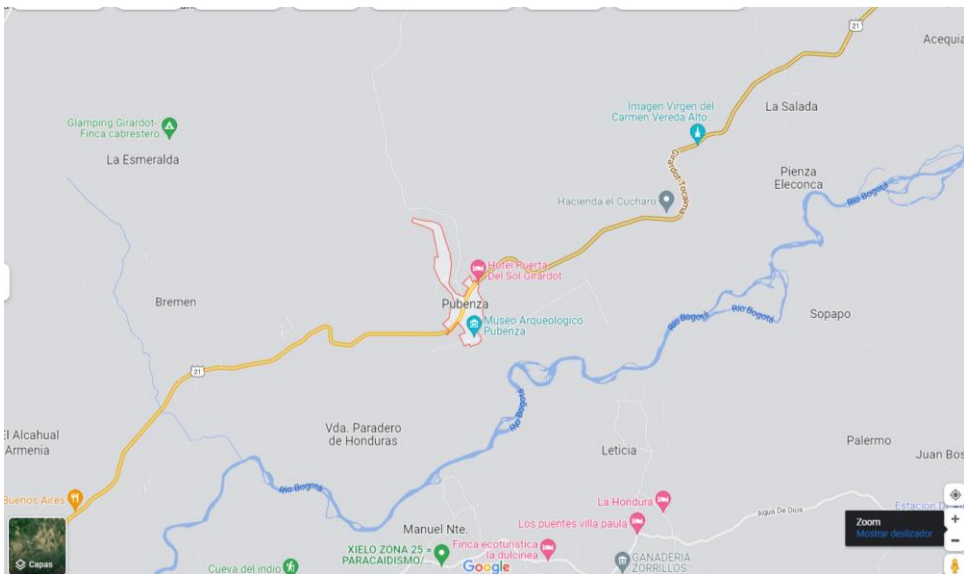 21
Acequia
La Salada
Imagen Virgen del
Carmen Vereda Alto...
Glamping Girardot-
Finca cabrestero
La Esmeralda
Girardot-Tocaima
Pienza
Eleconca
Río Bogotá
Hacienda el Cucharo
Hotel Puerta
Del Sol Girardot
Bremen
Pubenza
Museo Arqueologico
Pubenza
Río Bogotá
Río Bogotá
Sopapo
21
Río Bogotá
El Alcahual
Armenia
Vda. Paradero
de Honduras
Leticia
Palermo
Juan Bos
Buenos Aires
Río Bogotá
La Hondura
Agua De Dios
Estación D
Manuel Nte.
Los puentes villa paula
Zoom
Mostrar deslizador
XIELO ZONA 25 =
PARACAIDISMO/...
Finca ecoturística
la dulcinea
GANADERIA
ZORRILLOS
Capas
Cueva del indio
Google